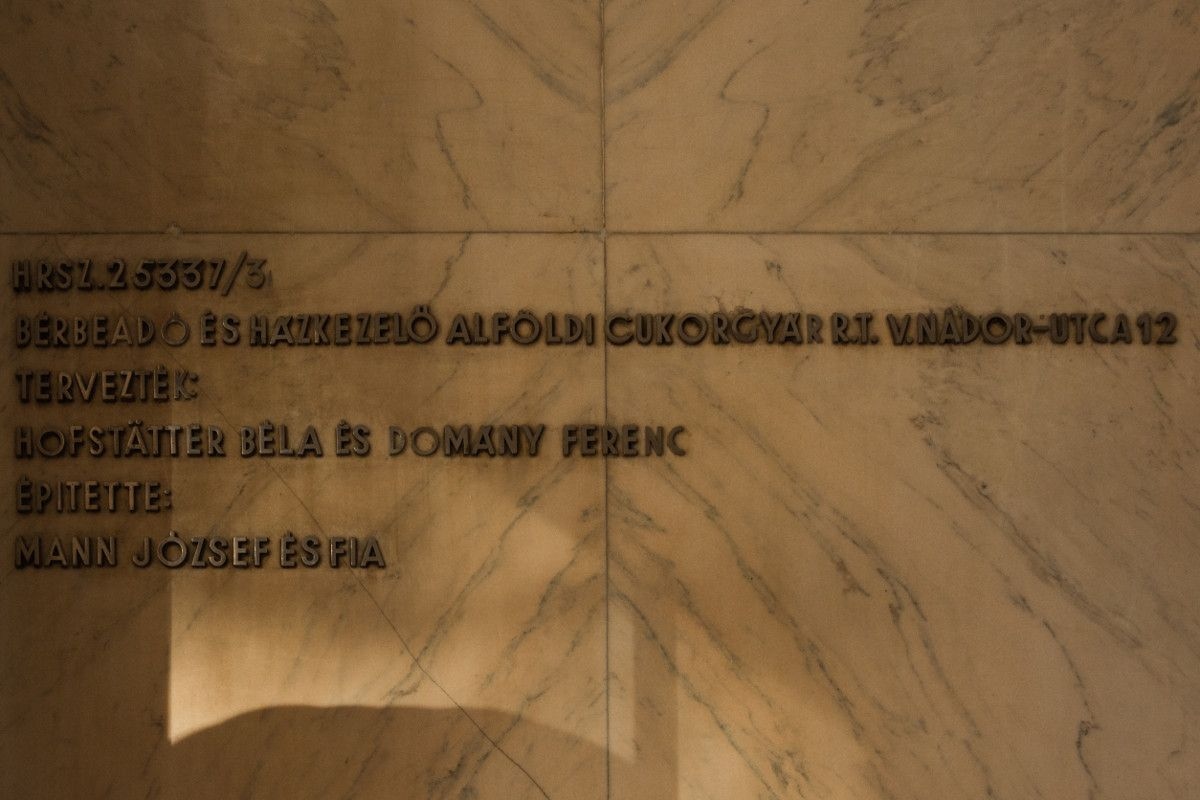 HRSZ.25337/3
BÉRBEADÓ ÉS HÁZKEZELŐ ALFÖLDI CUKORGYÁR R.T. V.NÁDOR-UTCA 12
TERVEZTÉK:
HOFSTÄTTER BÉLA ÉS DOMÁNY FERENC
ÉPITETTE:
MANN JÓZSEF ÉS FIA